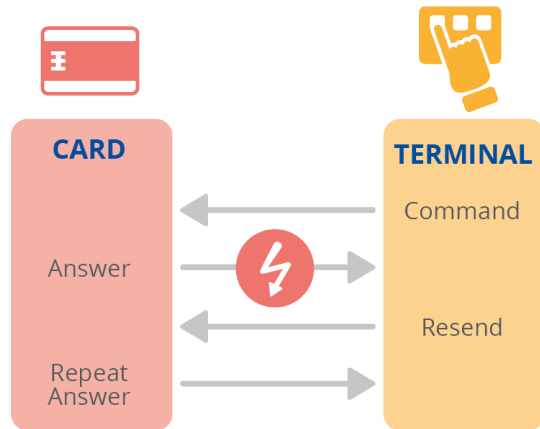 CARD
TERMINAL
Command
Answer
Resend
Repeat
Answer